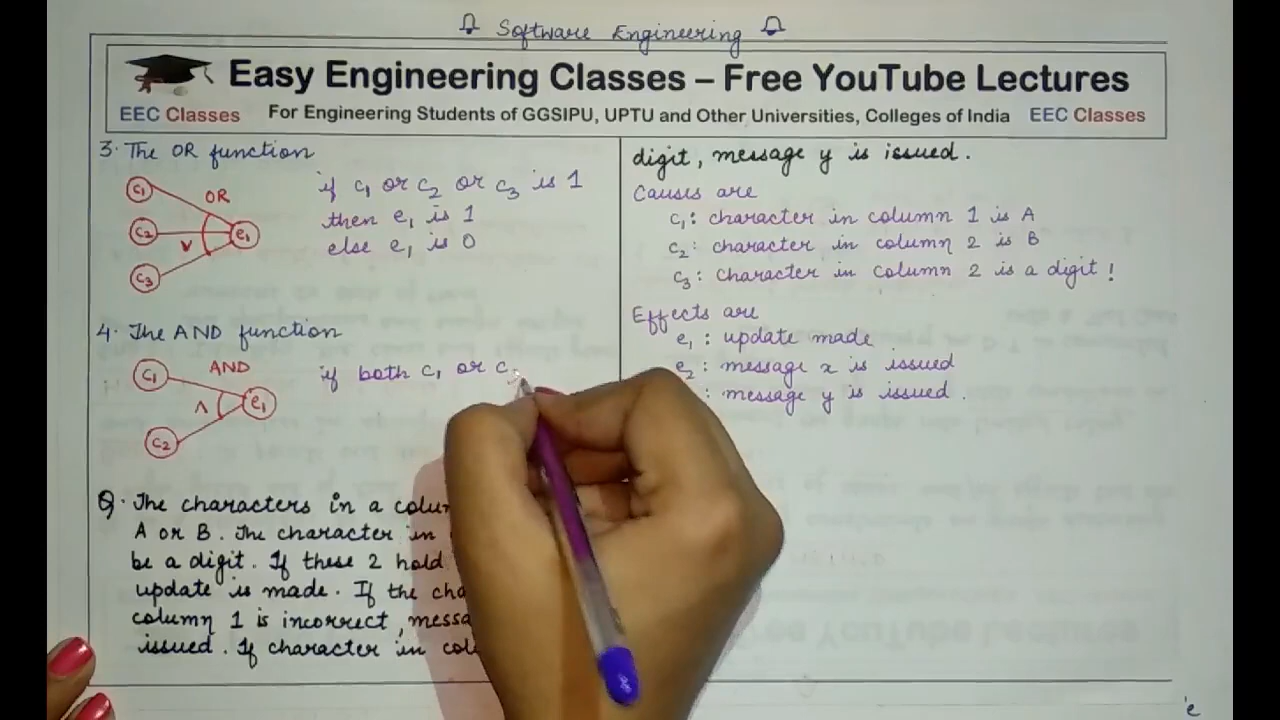 Software Engineering
Easy Engineering Classes – Free YouTube Lectures
EEC Classes For Engineering Students of GGSIPU, UPTU and Other Universities, Colleges of India EEC Classes
3. The OR function
c1
c2
c3
OR
V
e1
if c1 or c2 or c3 is 1
then e1 is 1
else e1 is 0
4. The AND function
c1
c2
AND
Λ
e1
if both c1 or c
Q. The characters in a
A or B. The character in
be a digit. If these 2 hold
update is made. If the
column 1 is incorrect,
issued. If character in
digit, message y is issued.
Causes are
c1: character in column 1 is A
c2: character in column 2 is B
c3: character in column 2 is a digit!
Effects are
e1: update made
e2: message x is issued
: message y is issued.
'e